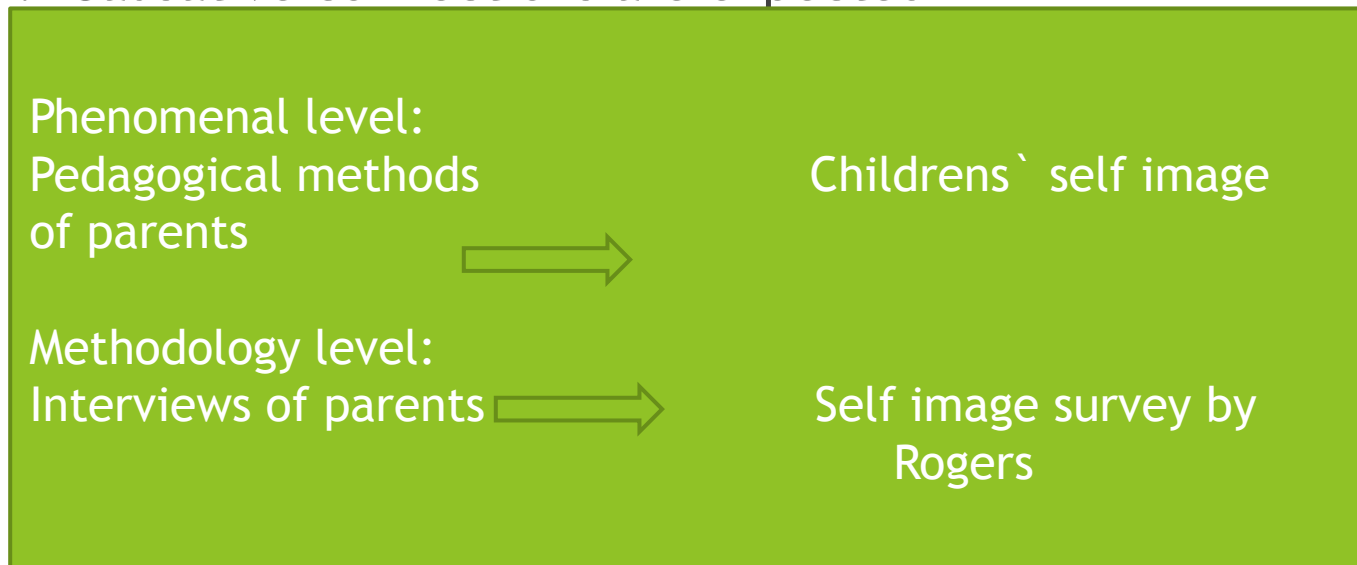 Phenomenal level:
Pedagogical methods Childrens` self image
of parents
Methodology level:
Interviews of parents Self image survey by
Rogers